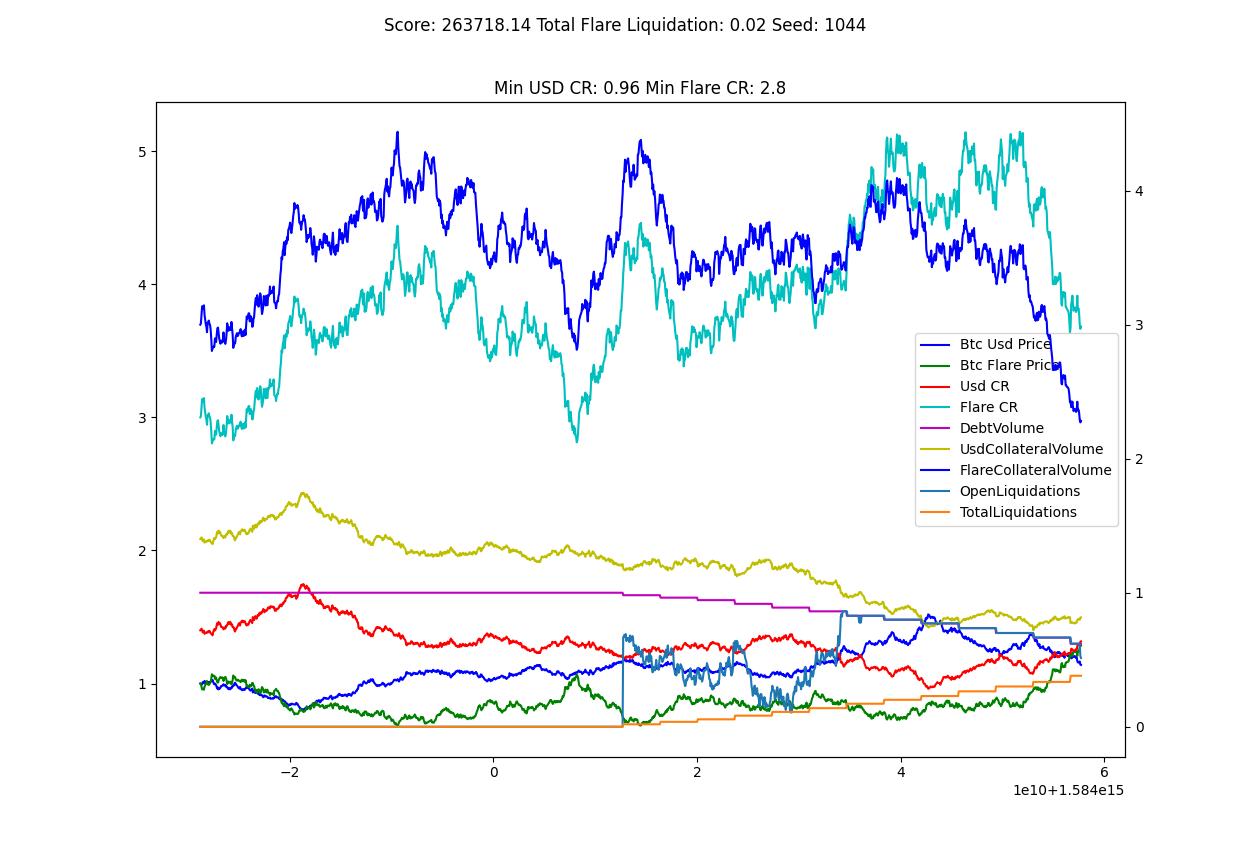 Score: 263718.14 Total Flare Liquidation: 0.02 Seed: 1044
Min USD CR: 0.96 Min Flare CR: 2.8
5
4
3
2
1
4
3
2
1
0
Btc Usd Price
Btc Flare Price
Usd CR
Flare CR
DebtVolume
UsdCollateralVolume
FlareCollateralVolume
OpenLiquidations
TotalLiquidations
−2 0 2 4 6
1e10+1.584e15